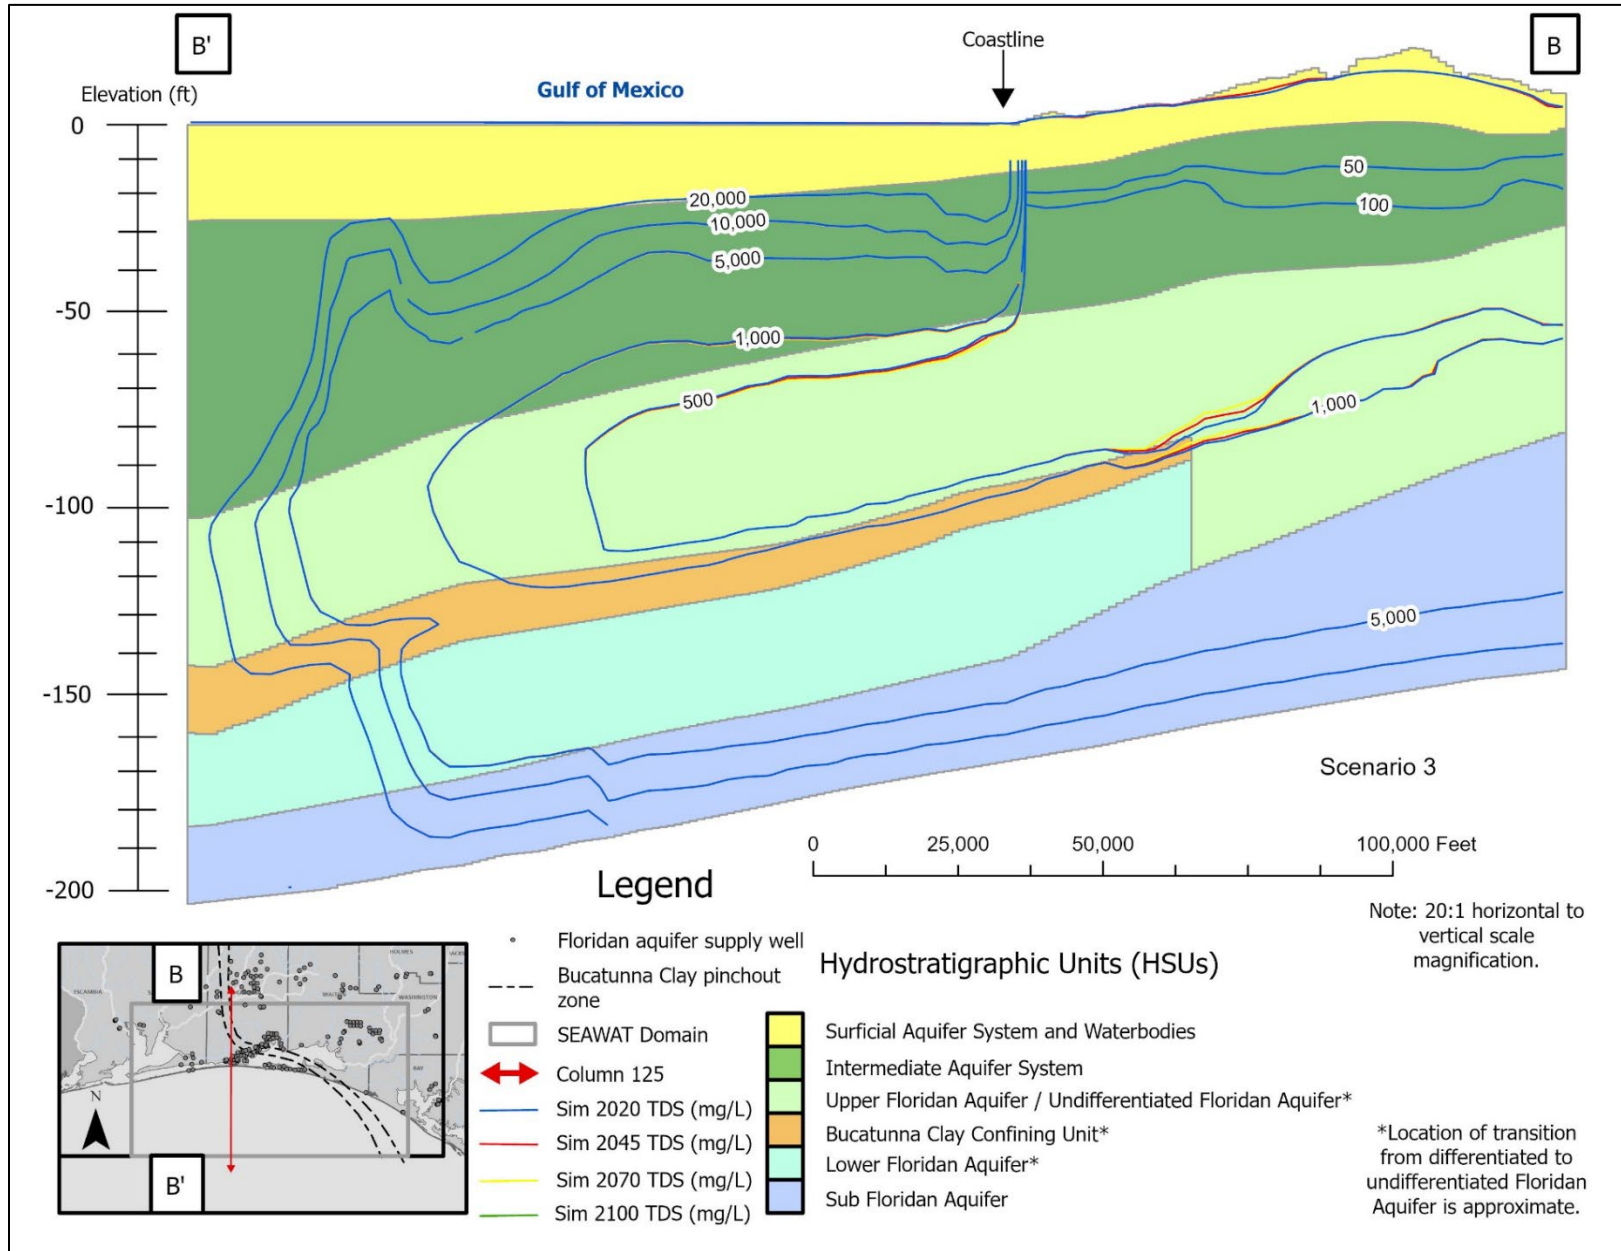 B'
Coastline
B
Elevation (ft)
Gulf of Mexico
0
-50
-100
-150
-200
20,000
10,000
5,000
1,000
500
50
100
1,000
5,000
Scenario 3
0
25,000
50,000
100,000 Feet
Note: 20:1 horizontal to
vertical scale
magnification.
Legend
Floridan aquifer supply well
Bucatunna Clay pinchout
zone
SEAWAT Domain
Column 125
Sim 2020 TDS (mg/L)
Sim 2045 TDS (mg/L)
Sim 2070 TDS (mg/L)
Sim 2100 TDS (mg/L)
Hydrostratigraphic Units (HSUs)
Surficial Aquifer System and Waterbodies
Intermediate Aquifer System
Upper Floridan Aquifer / Undifferentiated Floridan Aquifer*
Bucatunna Clay Confining Unit*
Lower Floridan Aquifer*
Sub Floridan Aquifer
*Location of transition
from differentiated to
undifferentiated Floridan
Aquifer is approximate.
B
HOLMES
ESCAMBIA
WALTON
WASHINGTON
BAY
N
B'